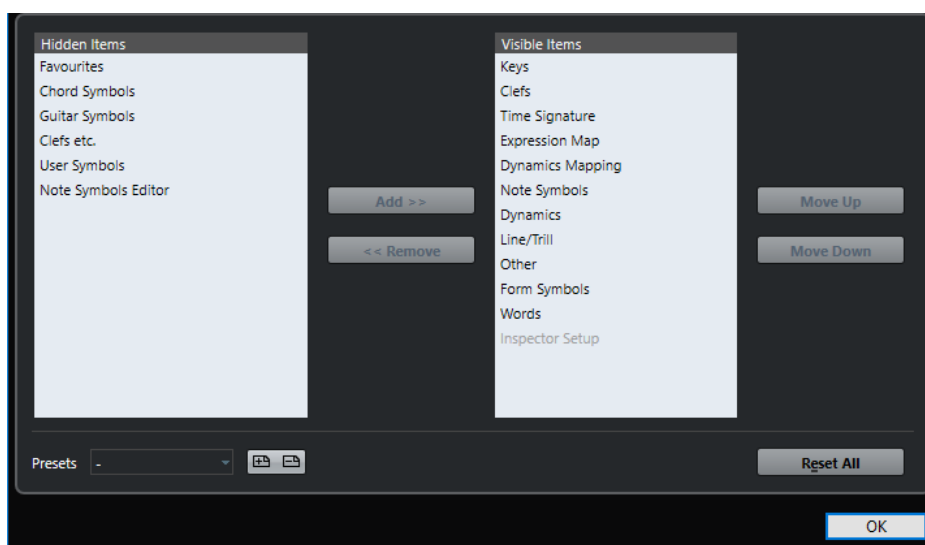 Hidden Items
Favourites
Chord Symbols
Guitar Symbols
Clefs etc.
User Symbols
Note Symbols Editor
Add >>
<< Remove
Visible Items
Keys
Clefs
Time Signature
Expression Map
Dynamics Mapping
Note Symbols
Dynamics
Line/Trill
Other
Form Symbols
Words
Inspector Setup
Move Up
Move Down
Presets -
Reset All
OK